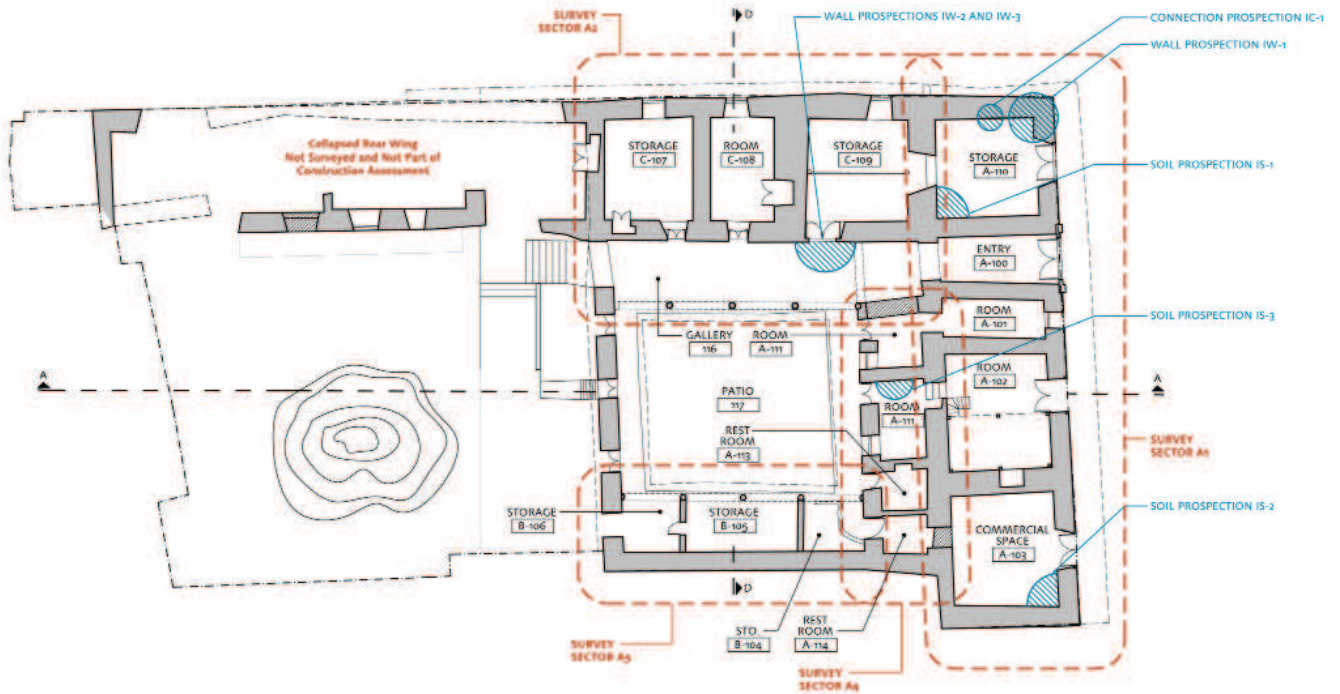 SURVEY
SECTOR A2
D
WALL PROSPECTIONS IW-2 AND IW-3
CONNECTION PROSPECTION IC-1
WALL PROSPECTION IW-1
Collapsed Rear Wing
Not Surveyed and Not Part of
Construction Assessment
STORAGE
C-107
ROOM
C-108
STORAGE
C-109
STORAGE
A-110
SOIL PROSPECTION IS-1
ENTRY
A-100
ROOM
A-101
SOIL PROSPECTION IS-3
GALLERY
116
ROOM
A-111
ROOM
A-102
A
A
PATIO
117
ROOM
A-111
REST
ROOM
A-113
SURVEY
SECTOR A1
STORAGE
B-106
STORAGE
B-105
COMMERCIAL
SPACE
A-103
SOIL PROSPECTION IS-2
D
STO.
B-104
REST
ROOM
A-114
SURVEY
SECTOR A5
SURVEY
SECTOR A4